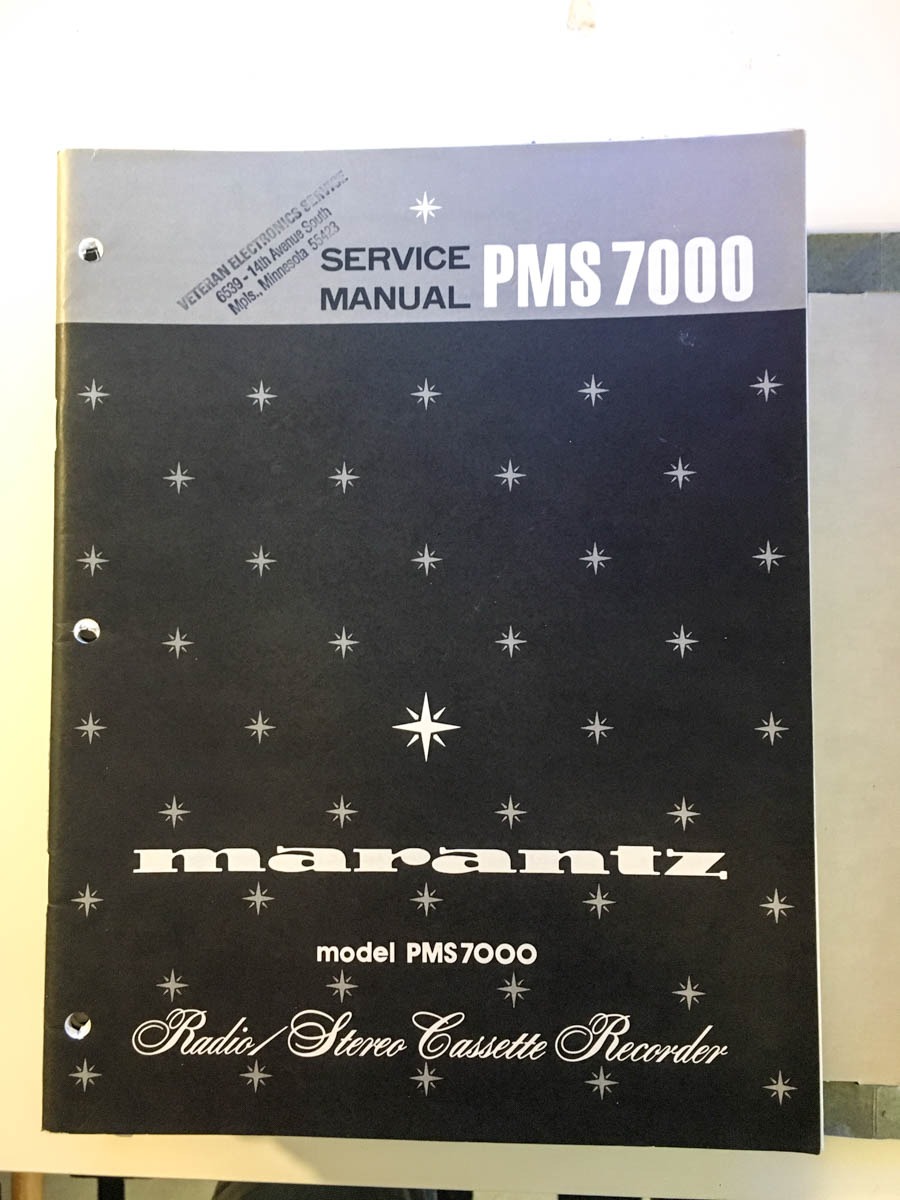 VETERAN ELECTRONICS SERVICE
6539 - 14th Avenue South
Mpls., Minnesota 55423
SERVICE
MANUAL
PMS 7000
marantz
model PMS7000
Radio/Stereo Cassette Recorder